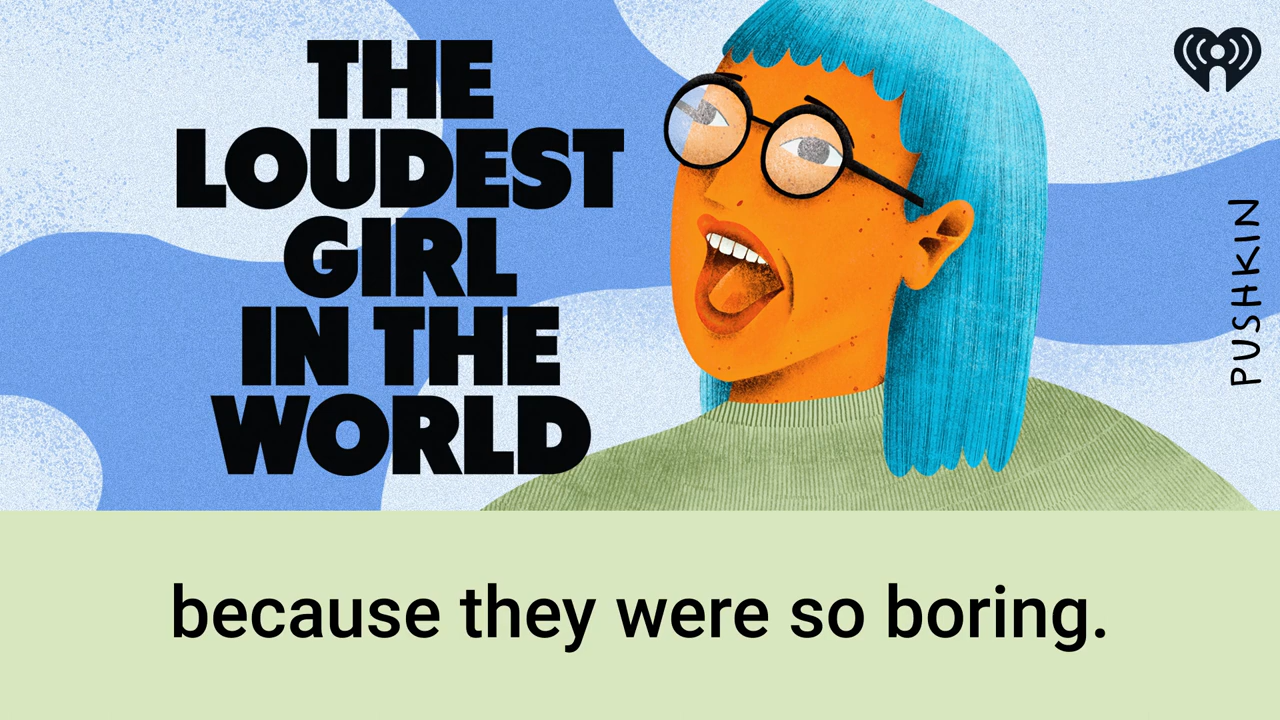 THE
LOUDEST
GIRL
IN THE
WORLD
PUSHKIN
because they were so boring.